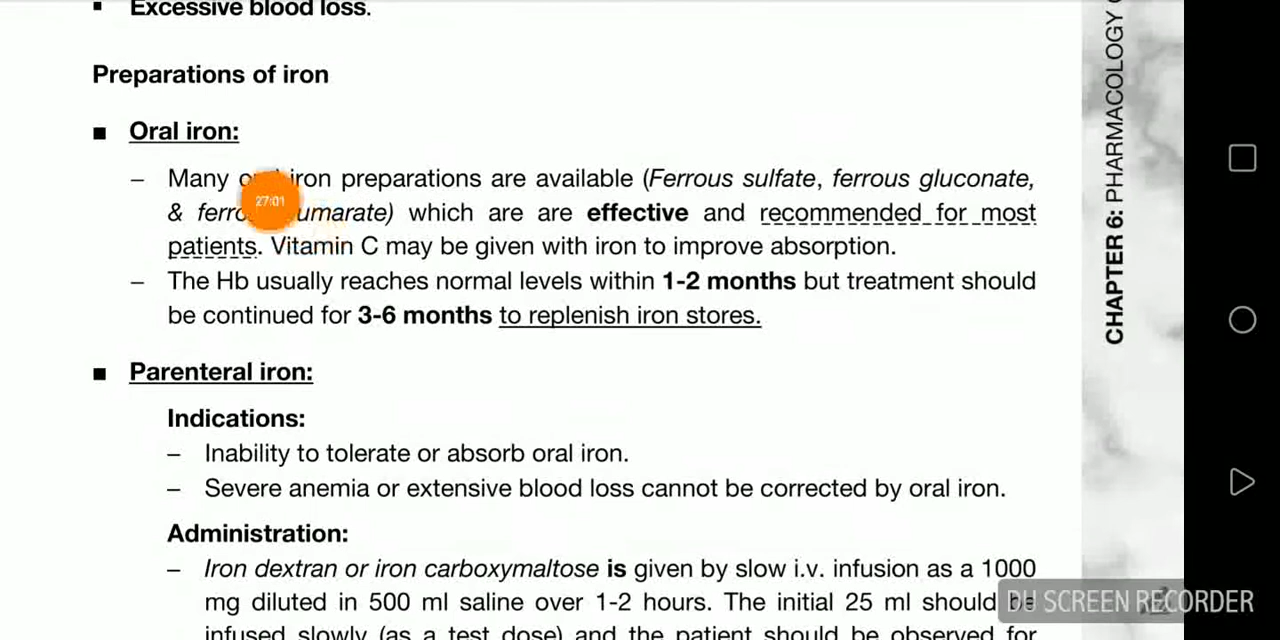 Excessive blood loss.
Preparations of iron
Oral iron:
– Many iron preparations are available (Ferrous sulfate, ferrous gluconate,
& which are are effective and recommended for most
patients. Vitamin C may be given with iron to improve absorption.
– The Hb usually reaches normal levels within 1-2 months but treatment should
be continued for 3-6 months to replenish iron stores.
Parenteral iron:
Indications:
– Inability to tolerate or absorb oral iron.
– Severe anemia or extensive blood loss cannot be corrected by oral iron.
Administration:
– Iron dextran or iron carboxymaltose is given by slow i.v. infusion as a 1000
mg diluted in 500 ml saline over 1-2 hours. The initial 25 ml should be
infused slowly (as a test dose) and the patient should be observed for
27:01
CHAPTER 6: PHARMACOLOGY
DU SCREEN RECORDER